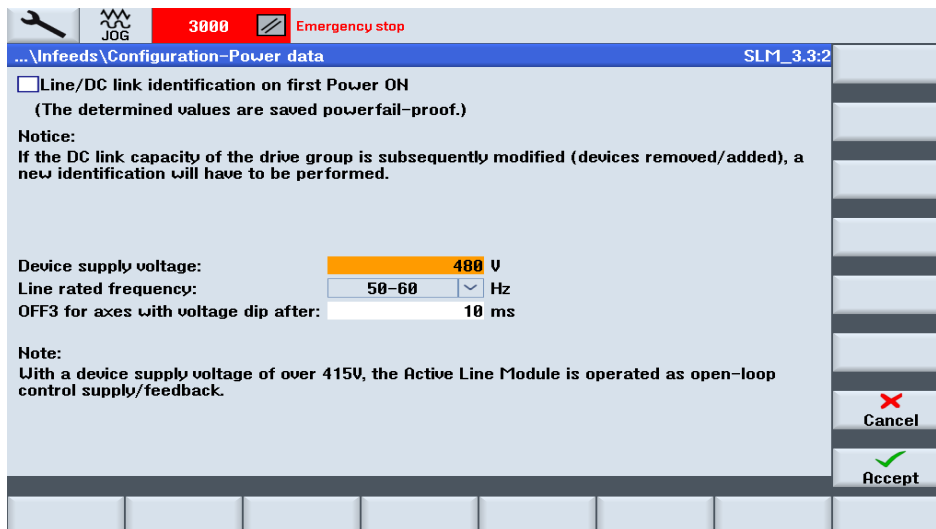 JOG
3000
Emergency stop
...\Infeeds\Configuration-Power data SLM_3.3:2
Line/DC link identification on first Power ON
(The determined values are saved powerfail-proof.)
Notice:
If the DC link capacity of the drive group is subsequently modified (devices removed/added), a
new identification will have to be performed.
Device supply voltage: 480 V
Line rated frequency: 50-60 Hz
OFF3 for axes with voltage dip after: 10 ms
Note:
With a device supply voltage of over 415V, the Active Line Module is operated as open-loop
control supply/feedback.
Cancel
Accept